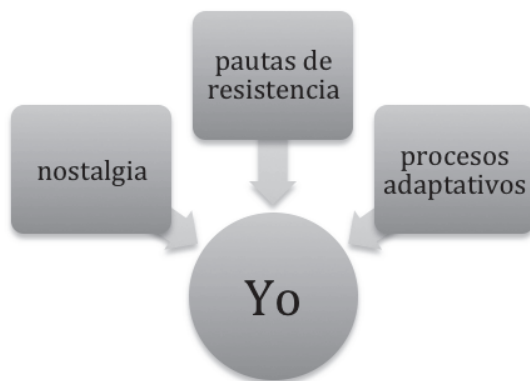 pautas de
resistencia
nostalgia
procesos
adaptativos
Yo